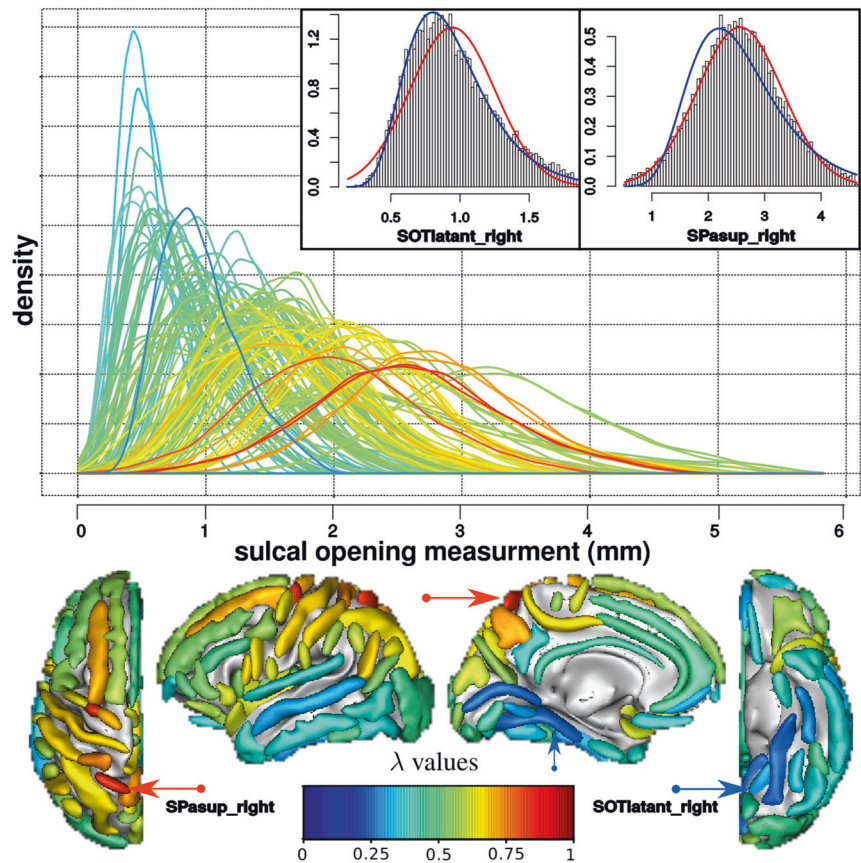 density
1.2
0.8
0.4
0.0
0.5 1.0 1.5
SOTlatant_right
0.5
0.4
0.3
0.2
0.1
0.0
1 2 3 4
SPasup_right
0 1 2 3 4 5 6
sulcal opening measurment (mm)
λ values
SPasup_right
SOTlatant_right
0 0.25 0.5 0.75 1